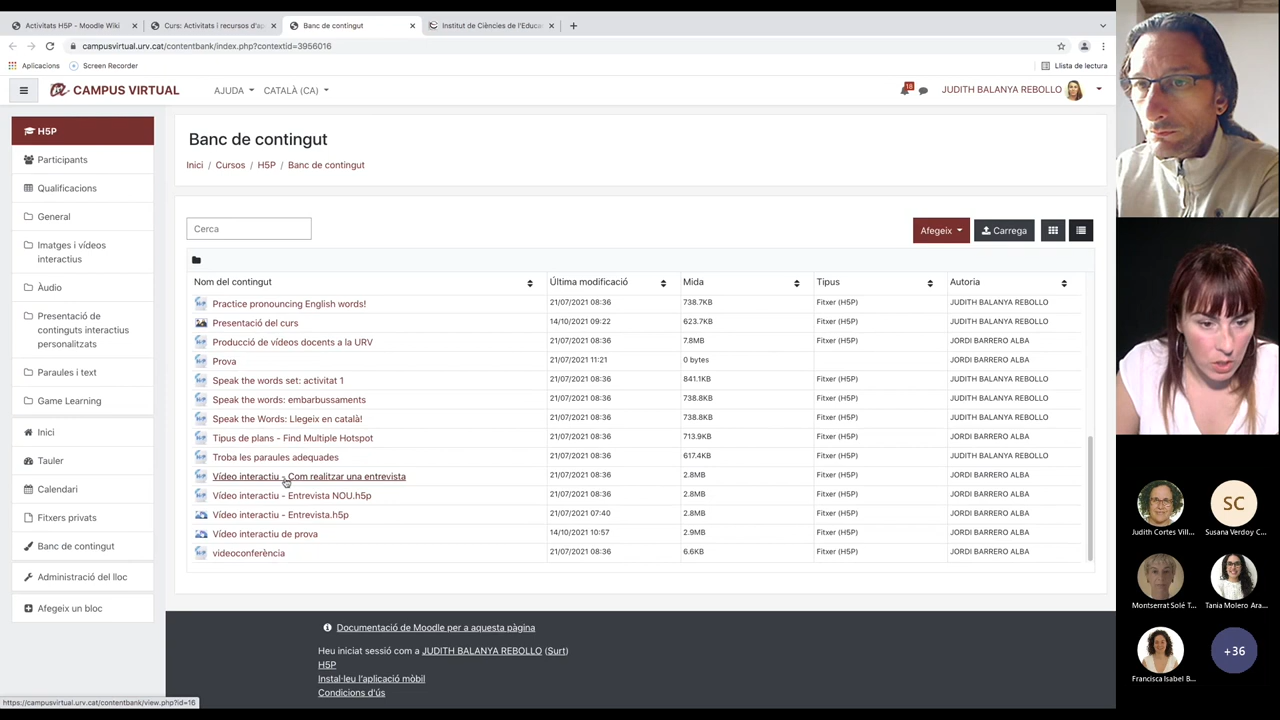 Activitats H5P - Moodle Wiki
Curs: Activitats i recursos d'ap
Banc de contingut
Institut de Ciències de l'Educa
campusvirtual.urv.cat/contentbank/index.php?contextid=3956016
Aplicacions
Screen Recorder
Llista de lectura
CAMPUS VIRTUAL
AJUDA
CATALÀ (CA)
JUDITH BALANYA REBOLLO
H5P
Participants
Qualificacions
General
Imatges i vídeos
interactius
Àudio
Presentació de
continguts interactius
personalitzats
Paraules i text
Game Learning
Inici
Tauler
Calendari
Fitxers privats
Banc de contingut
Administració del lloc
Afegeix un bloc
Banc de contingut
Inici / Cursos / H5P / Banc de contingut
Cerca
Afegeix
Carrega
Nom del contingut Última modificació Mida Tipus Autoria
Practice pronouncing English words! 21/07/2021 08:36 738.7KB Fitxer (H5P) JUDITH BALANYA REBOLLO
Presentació del curs 14/10/2021 09:22 623.7KB Fitxer (H5P) JUDITH BALANYA REBOLLO
Producció de vídeos docents a la URV 21/07/2021 08:36 7.8MB Fitxer (H5P) JORDI BARRERO ALBA
Prova 21/07/2021 11:21 0 bytes JORDI BARRERO ALBA
Speak the words set: activitat 1 21/07/2021 08:36 841.1KB Fitxer (H5P) JUDITH BALANYA REBOLLO
Speak the words: embarbussaments 21/07/2021 08:36 738.8KB Fitxer (H5P) JUDITH BALANYA REBOLLO
Speak the Words: Llegeix en català! 21/07/2021 08:36 738.8KB Fitxer (H5P) JUDITH BALANYA REBOLLO
Tipus de plans - Find Multiple Hotspot 21/07/2021 08:36 713.9KB Fitxer (H5P) JORDI BARRERO ALBA
Troba les paraules adequades 21/07/2021 08:36 617.4KB Fitxer (H5P) JUDITH BALANYA REBOLLO
Vídeo interactiu - Com realitzar una entrevista 21/07/2021 08:36 2.8MB Fitxer (H5P) JORDI BARRERO ALBA
Vídeo interactiu - Entrevista NOU.h5p 21/07/2021 08:36 2.8MB Fitxer (H5P) JORDI BARRERO ALBA
Vídeo interactiu - Entrevista.h5p 21/07/2021 07:40 2.8MB Fitxer (H5P) JORDI BARRERO ALBA
Vídeo interactiu de prova 14/10/2021 10:57 2.9MB Fitxer (H5P) JORDI BARRERO ALBA
videoconferència 21/07/2021 08:36 6.6KB Fitxer (H5P) JORDI BARRERO ALBA
Documentació de Moodle per a aquesta pàgina
Heu iniciat sessió com a JUDITH BALANYA REBOLLO (Surt)
H5P
Instal·leu l'aplicació mòbil
Condicions d'ús
https://campusvirtual.urv.cat/contentbank/view.php?id=16
SC
Judith Cortes Vill...
Susana Verdoy C...
Montserrat Solé T...
Tania Molero Ara...
+36
Francisca Isabel B...